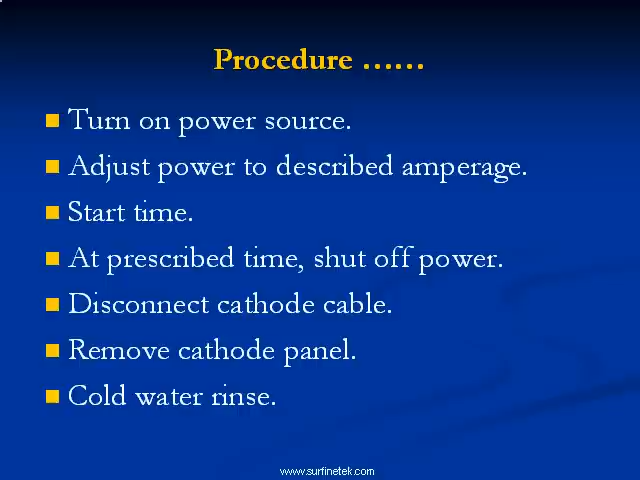 Procedure ......
Turn on power source.
Adjust power to described amperage.
Start time.
At prescribed time, shut off power.
Disconnect cathode cable.
Remove cathode panel.
Cold water rinse.
www.surfinetek.com